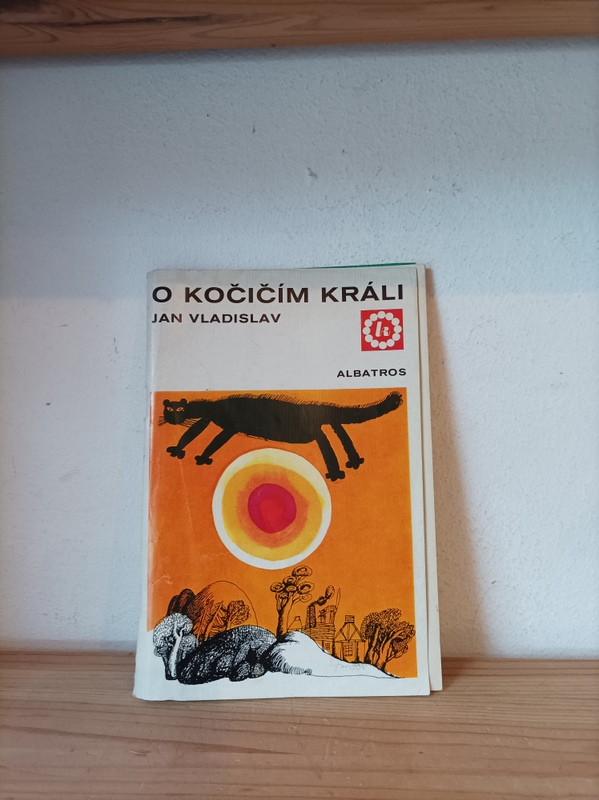 O KOČIČÍM KRÁLI
JAN VLADISLAV
k
ALBATROS